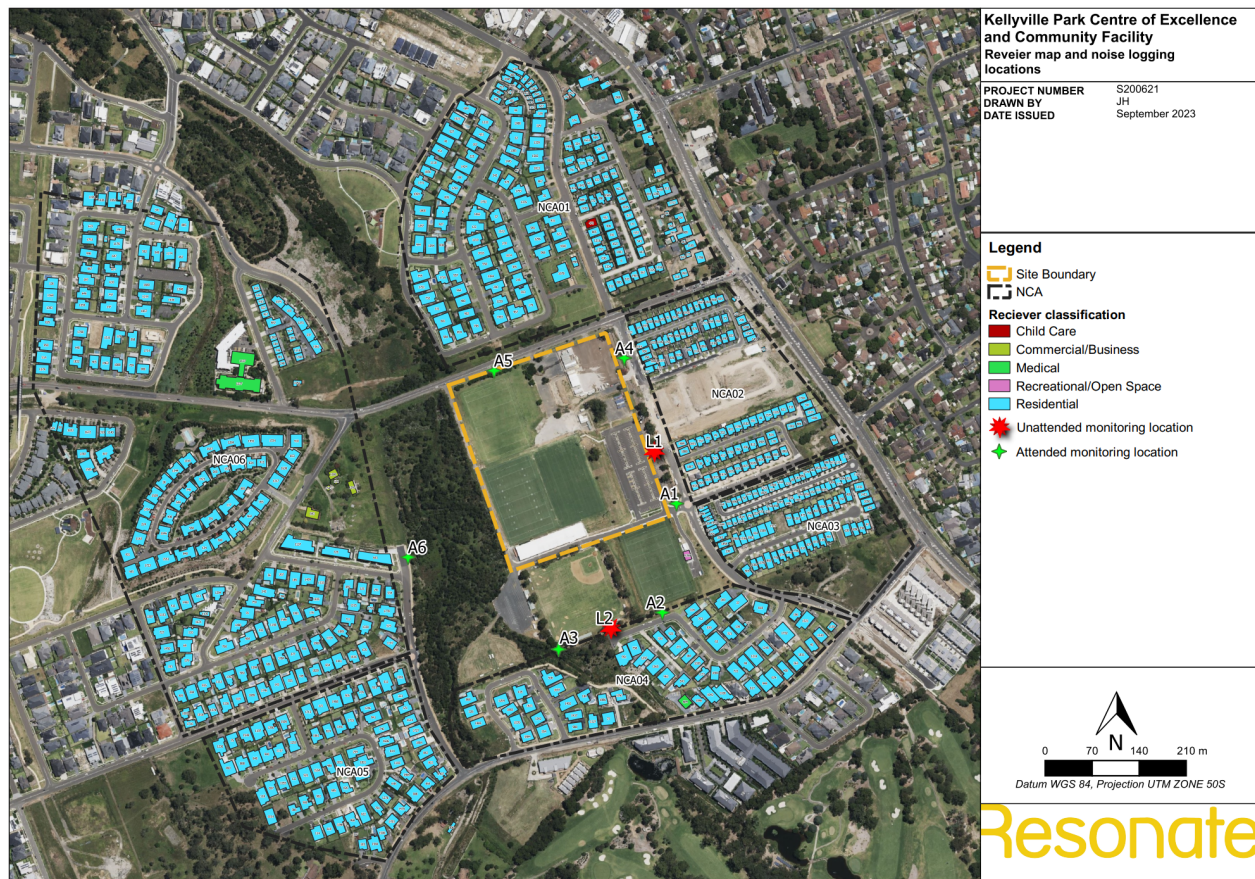 Kellyville Park Centre of Excellence
and Community Facility
Reveier map and noise logging
locations
PROJECT NUMBER S200621
DRAWN BY JH
DATE ISSUED September 2023
Legend
Site Boundary
NCA
Reciever classification
Child Care
Commercial/Business
Medical
Recreational/Open Space
Residential
Unattended monitoring location
Attended monitoring location
N
0 70 140 210 m
Datum WGS 84, Projection UTM ZONE 50S
Resonate
NCA01
A5
A4
NCA02
L1
NCA06
A1
NCA03
A6
A2
L2
A3
NCA04
NCA05